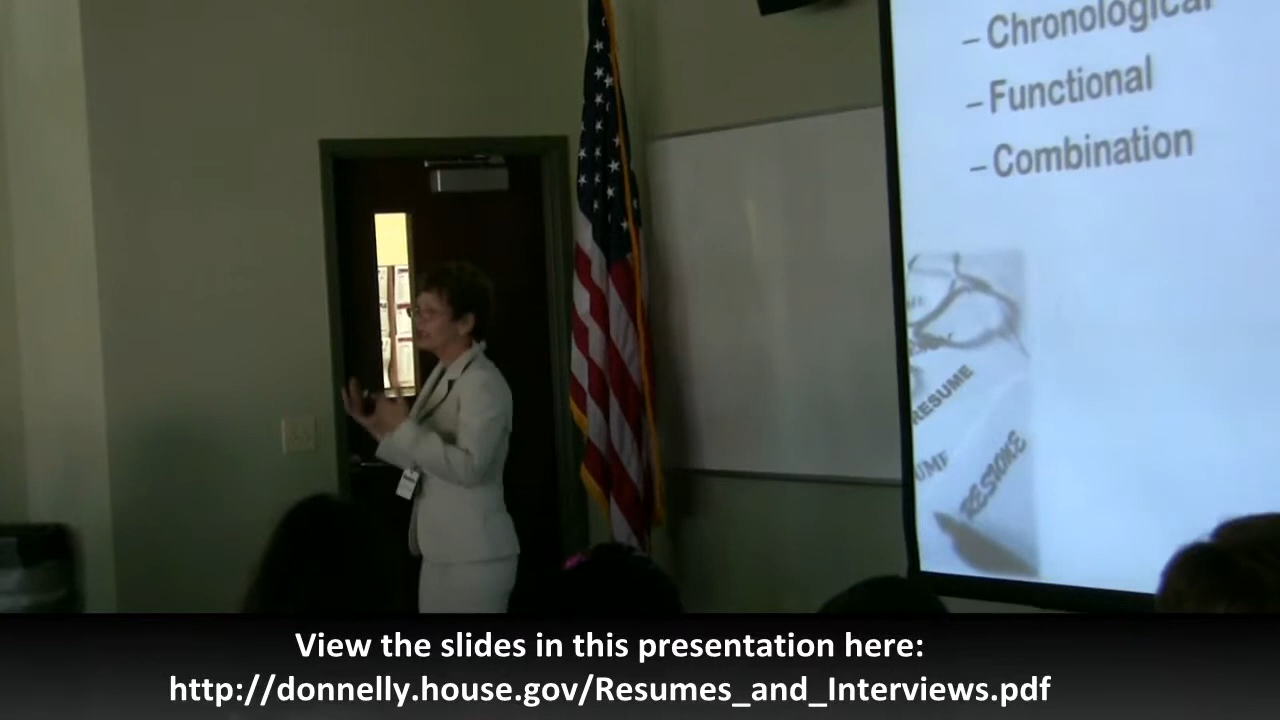 – Chronological
– Functional
– Combination
RESUME
View the slides in this presentation here:
http://donnelly.house.gov/Resumes_and_Interviews.pdf